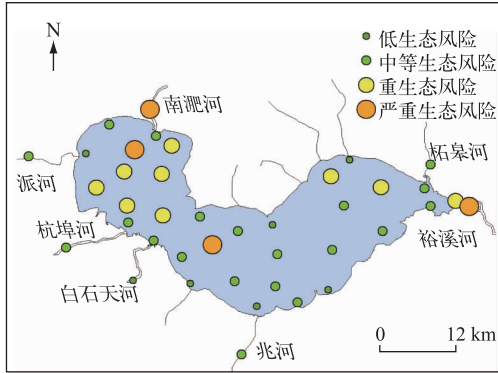 N
低生态风险
中等生态风险
重生态风险
严重生态风险
南淝河
派河
柘皋河
杭埠河
裕溪河
白石天河
兆河
0 12 km